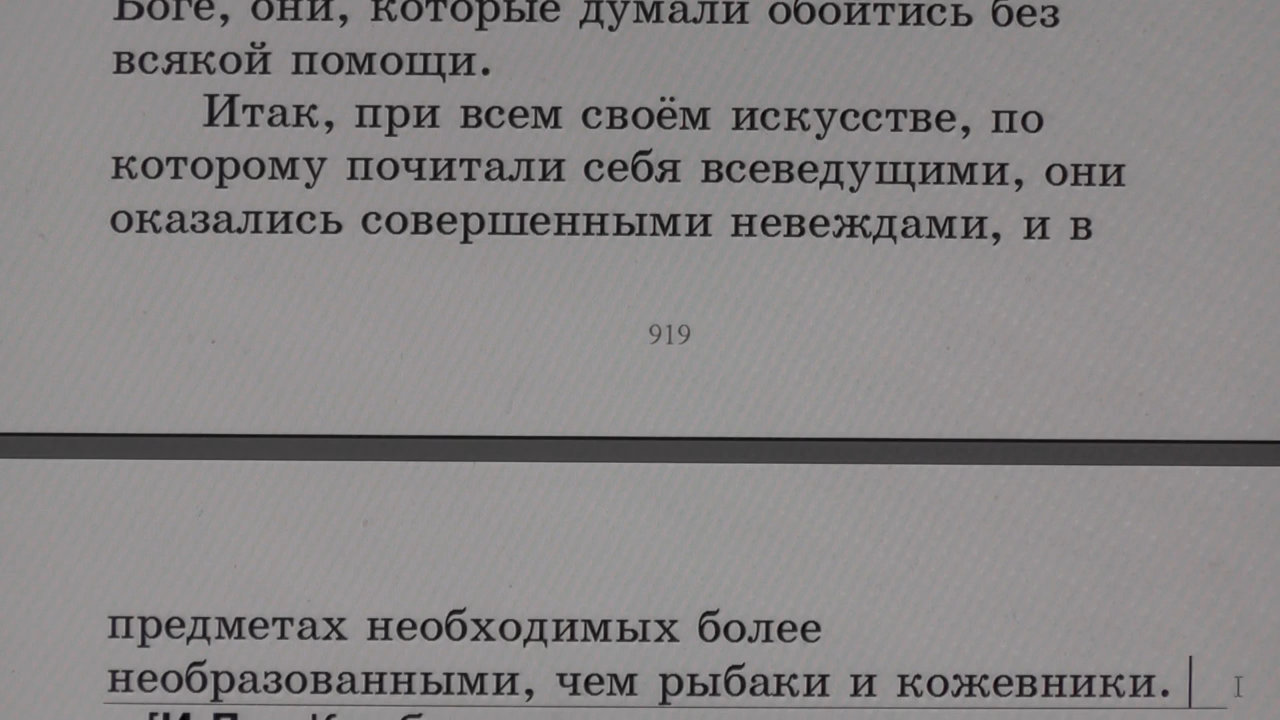 Боге, они, которые думали обойтись без
всякой помощи.
Итак, при всем своём искусстве, по
которому почитали себя всеведущими, они
оказались совершенными невеждами, и в
919
предметах необходимых более
необразованными, чем рыбаки и кожевники.